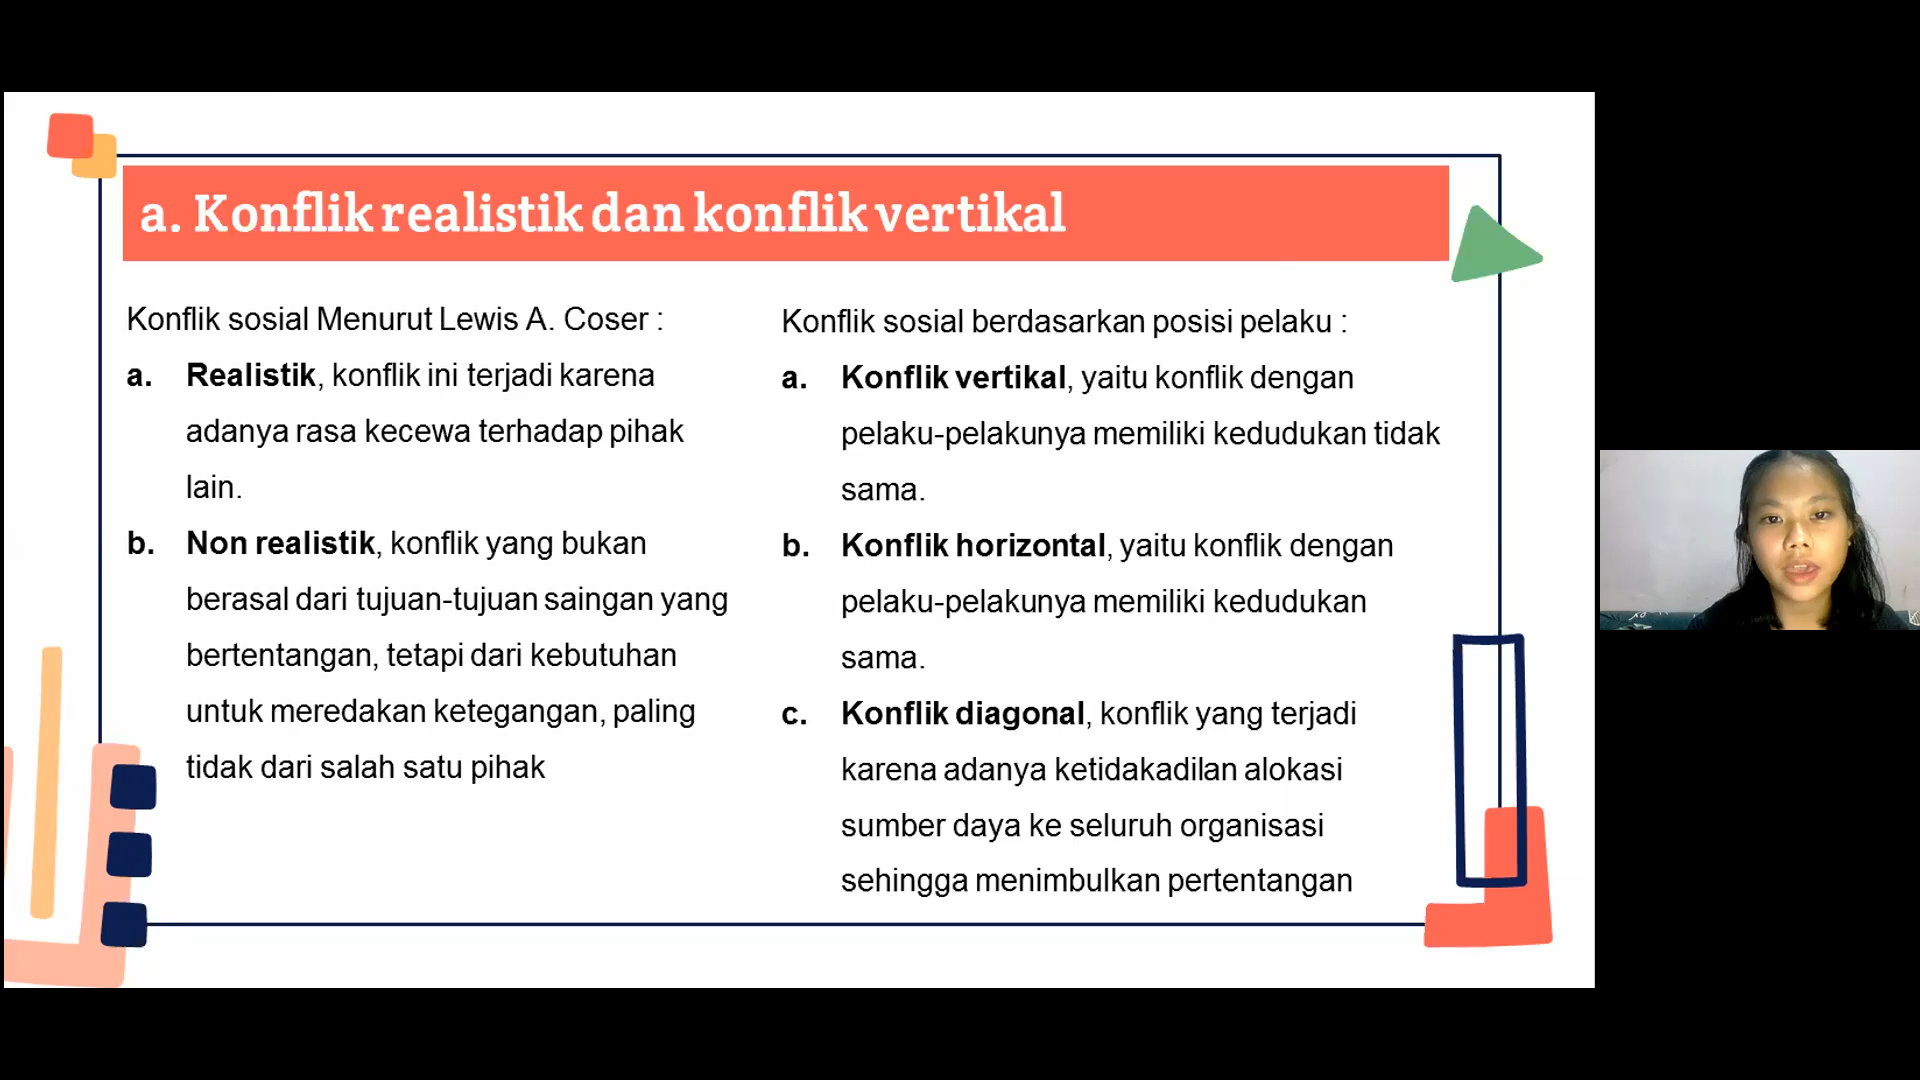 a. Konflik realistik dan konflik vertikal
Konflik sosial Menurut Lewis A. Coser :
a. Realistik, konflik ini terjadi karena
adanya rasa kecewa terhadap pihak
lain.
b. Non realistik, konflik yang bukan
berasal dari tujuan-tujuan saingan yang
bertentangan, tetapi dari kebutuhan
untuk meredakan ketegangan, paling
tidak dari salah satu pihak
Konflik sosial berdasarkan posisi pelaku :
a. Konflik vertikal, yaitu konflik dengan
pelaku-pelakunya memiliki kedudukan tidak
sama.
b. Konflik horizontal, yaitu konflik dengan
pelaku-pelakunya memiliki kedudukan
sama.
c. Konflik diagonal, konflik yang terjadi
karena adanya ketidakadilan alokasi
sumber daya ke seluruh organisasi
sehingga menimbulkan pertentangan